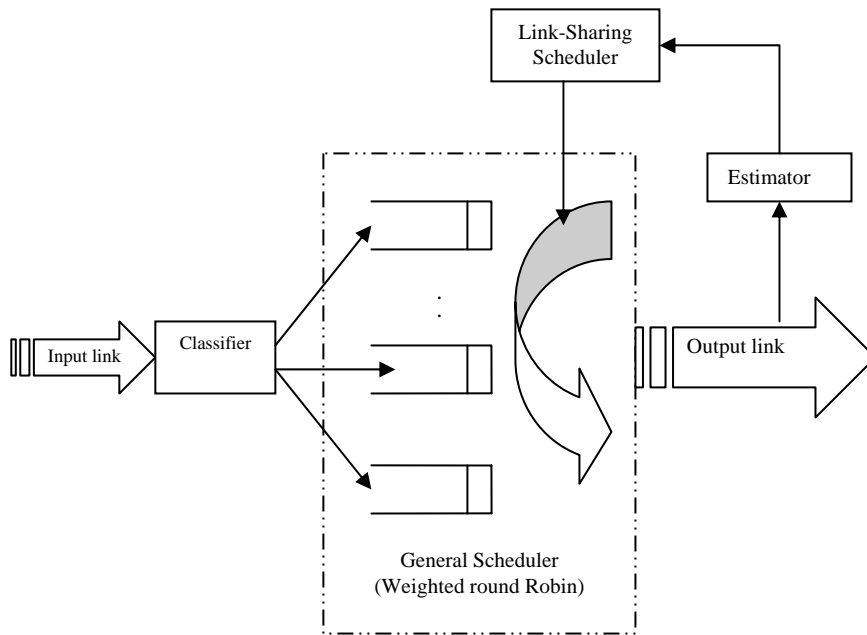 Link-Sharing
Scheduler
Estimator
Input link
Classifier
Output link
General Scheduler
(Weighted round Robin)